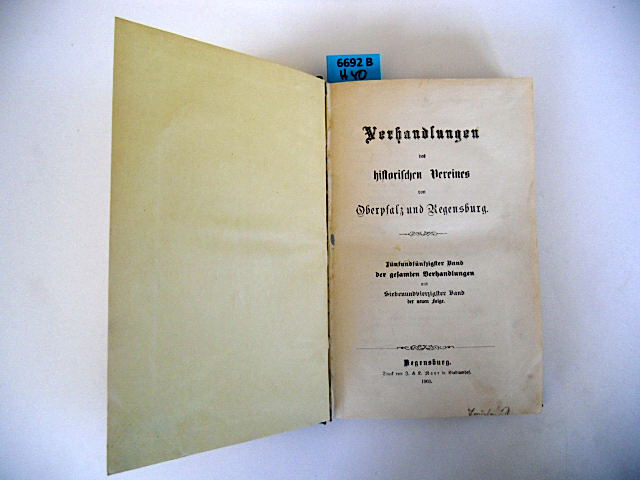 6692 B
H 40
Verhandlungen
des
historischen Vereines
von
Oberpfalz und Regensburg.
Fünfundfünfzigster Band
der gesamten Verhandlungen
und
Siebenundvierzigster Band
der neuen Folge.
Regensburg.
Druck von J. & K. Mayr in Stadtamhof.
1903.